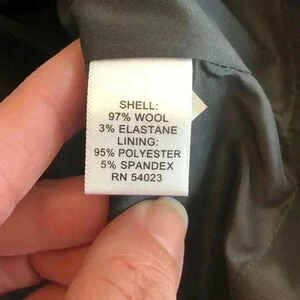 SHELL:
97% WOOL
3% ELASTANE
LINING:
95% POLYESTER
5% SPANDEX
RN 54023